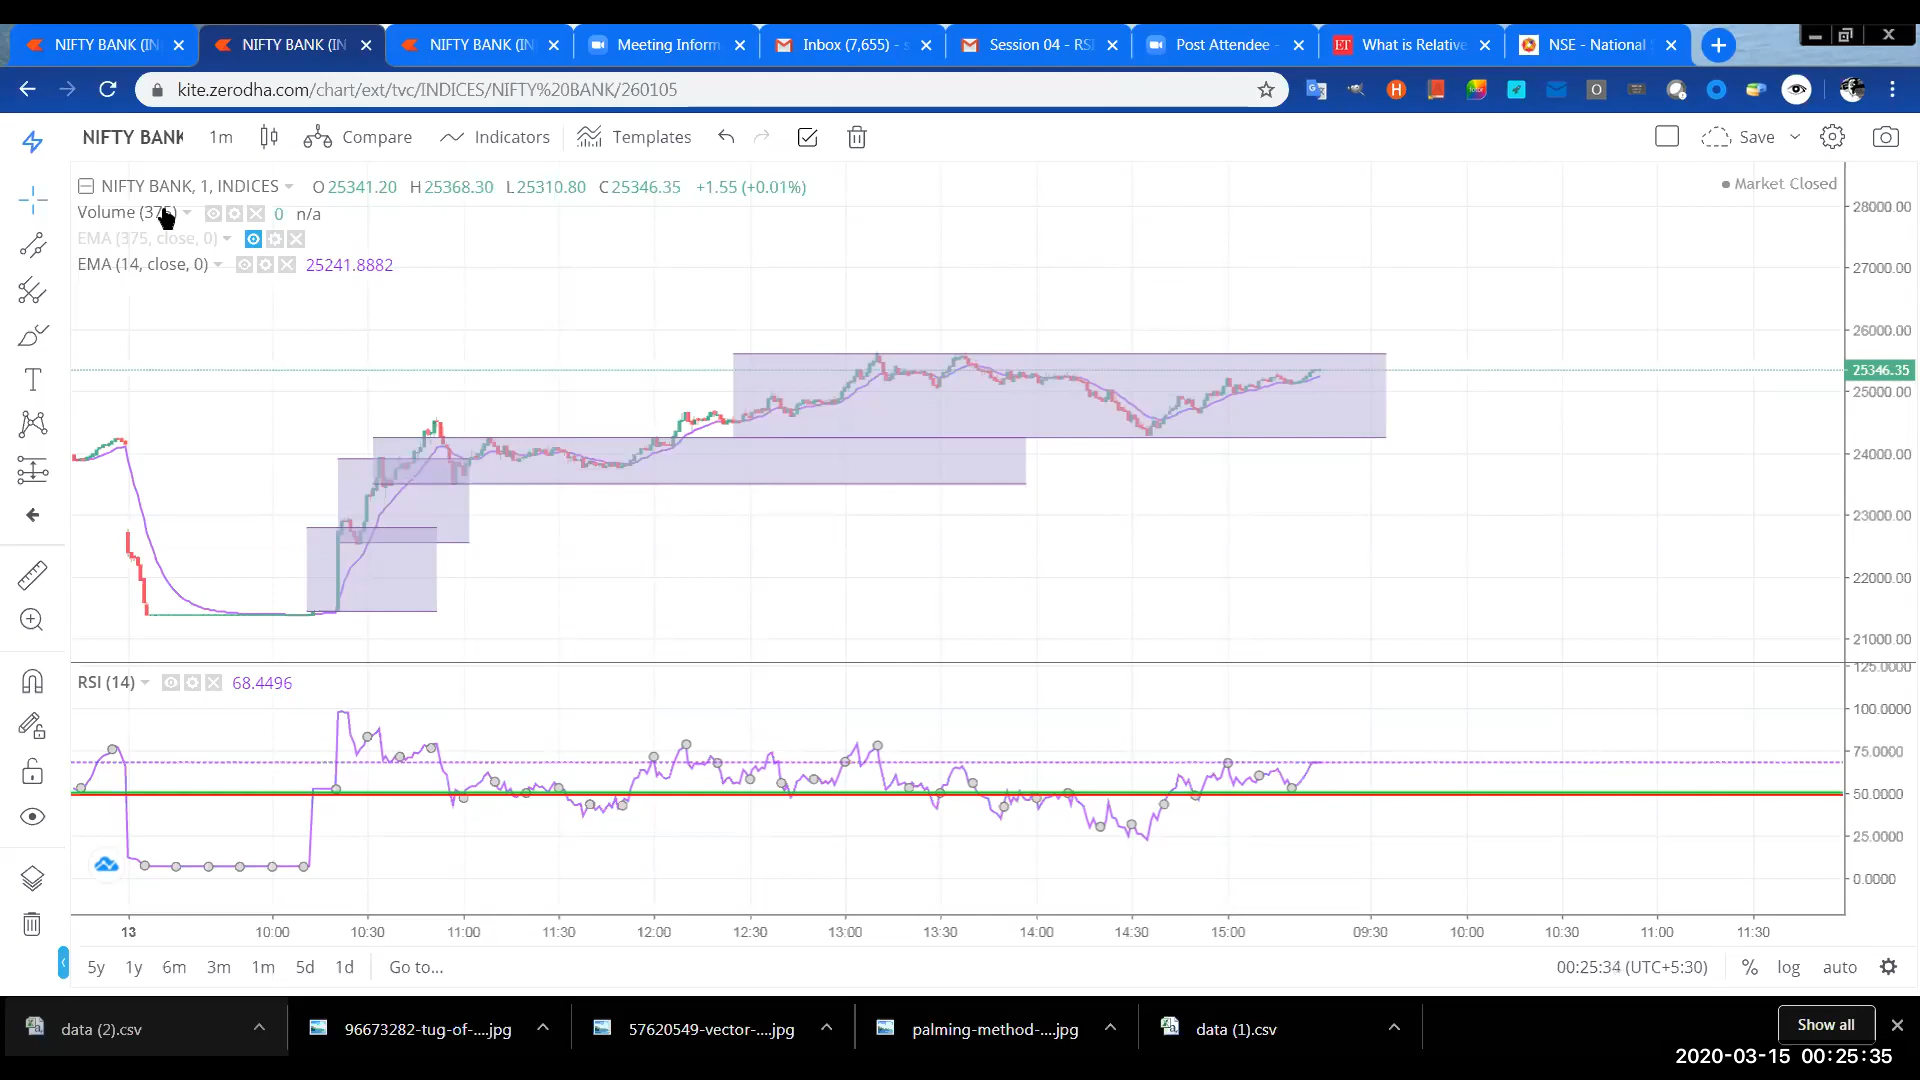 NIFTY BANK (IN
NIFTY BANK (IN
NIFTY BANK (IN
Meeting Inform
Inbox (7,655) - s
Session 04 - RSI
Post Attendee -
What is Relative
NSE - National S
kite.zerodha.com/chart/ext/tvc/INDICES/NIFTY%20BANK/260105
NIFTY BANK 1m Compare Indicators Templates Save
NIFTY BANK, 1, INDICES O25341.20 H25368.30 L25310.80 C25346.35 +1.55 (+0.01%)
Market Closed
Volume (375) 0 n/a
EMA (375, close, 0)
EMA (14, close, 0) 25241.8882
28000.00
27000.00
26000.00
25346.35
25000.00
24000.00
23000.00
22000.00
21000.00
RSI (14) 68.4496
125.0000
100.0000
75.0000
50.0000
25.0000
0.0000
13 10:00 10:30 11:00 11:30 12:00 12:30 13:00 13:30 14:00 14:30 15:00 09:30 10:00 10:30 11:00 11:30
5y 1y 6m 3m 1m 5d 1d Go to... 00:25:34 (UTC+5:30) % log auto
data (2).csv
96673282-tug-of-....jpg
57620549-vector-....jpg
palming-method-....jpg
data (1).csv
Show all
2020-03-15 00:25:35